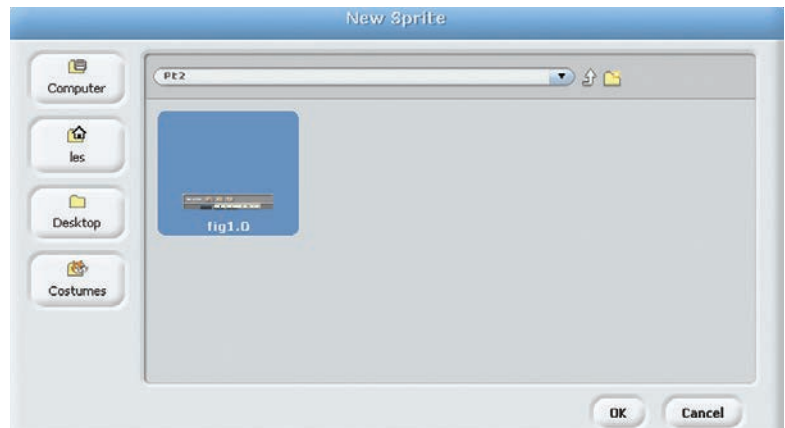 New Sprite
Computer
Pt2
les
Desktop
fig1.0
Costumes
OK
Cancel